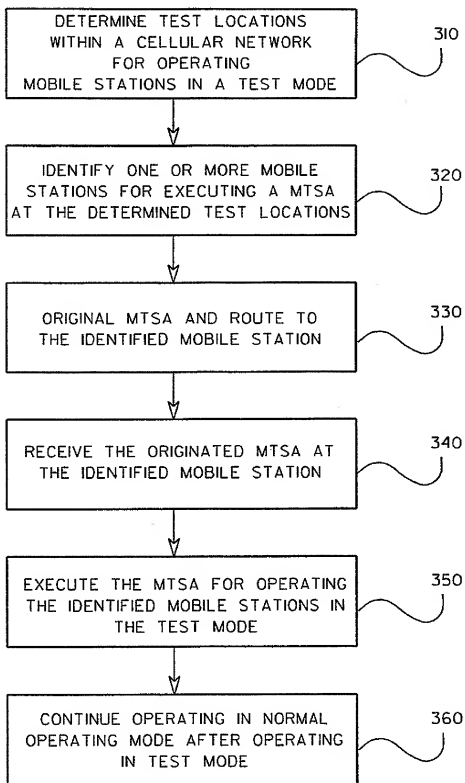 DETERMINE TEST LOCATIONS
WITHIN A CELLULAR NETWORK
FOR OPERATING
MOBILE STATIONS IN A TEST MODE
310
IDENTIFY ONE OR MORE MOBILE
STATIONS FOR EXECUTING A MTSA
AT THE DETERMINED TEST LOCATIONS
320
ORIGINAL MTSA AND ROUTE TO
THE IDENTIFIED MOBILE STATION
330
RECEIVE THE ORIGINATED MTSA AT
THE IDENTIFIED MOBILE STATION
340
EXECUTE THE MTSA FOR OPERATING
THE IDENTIFIED MOBILE STATIONS IN
THE TEST MODE
350
CONTINUE OPERATING IN NORMAL
OPERATING MODE AFTER OPERATING
IN TEST MODE
360